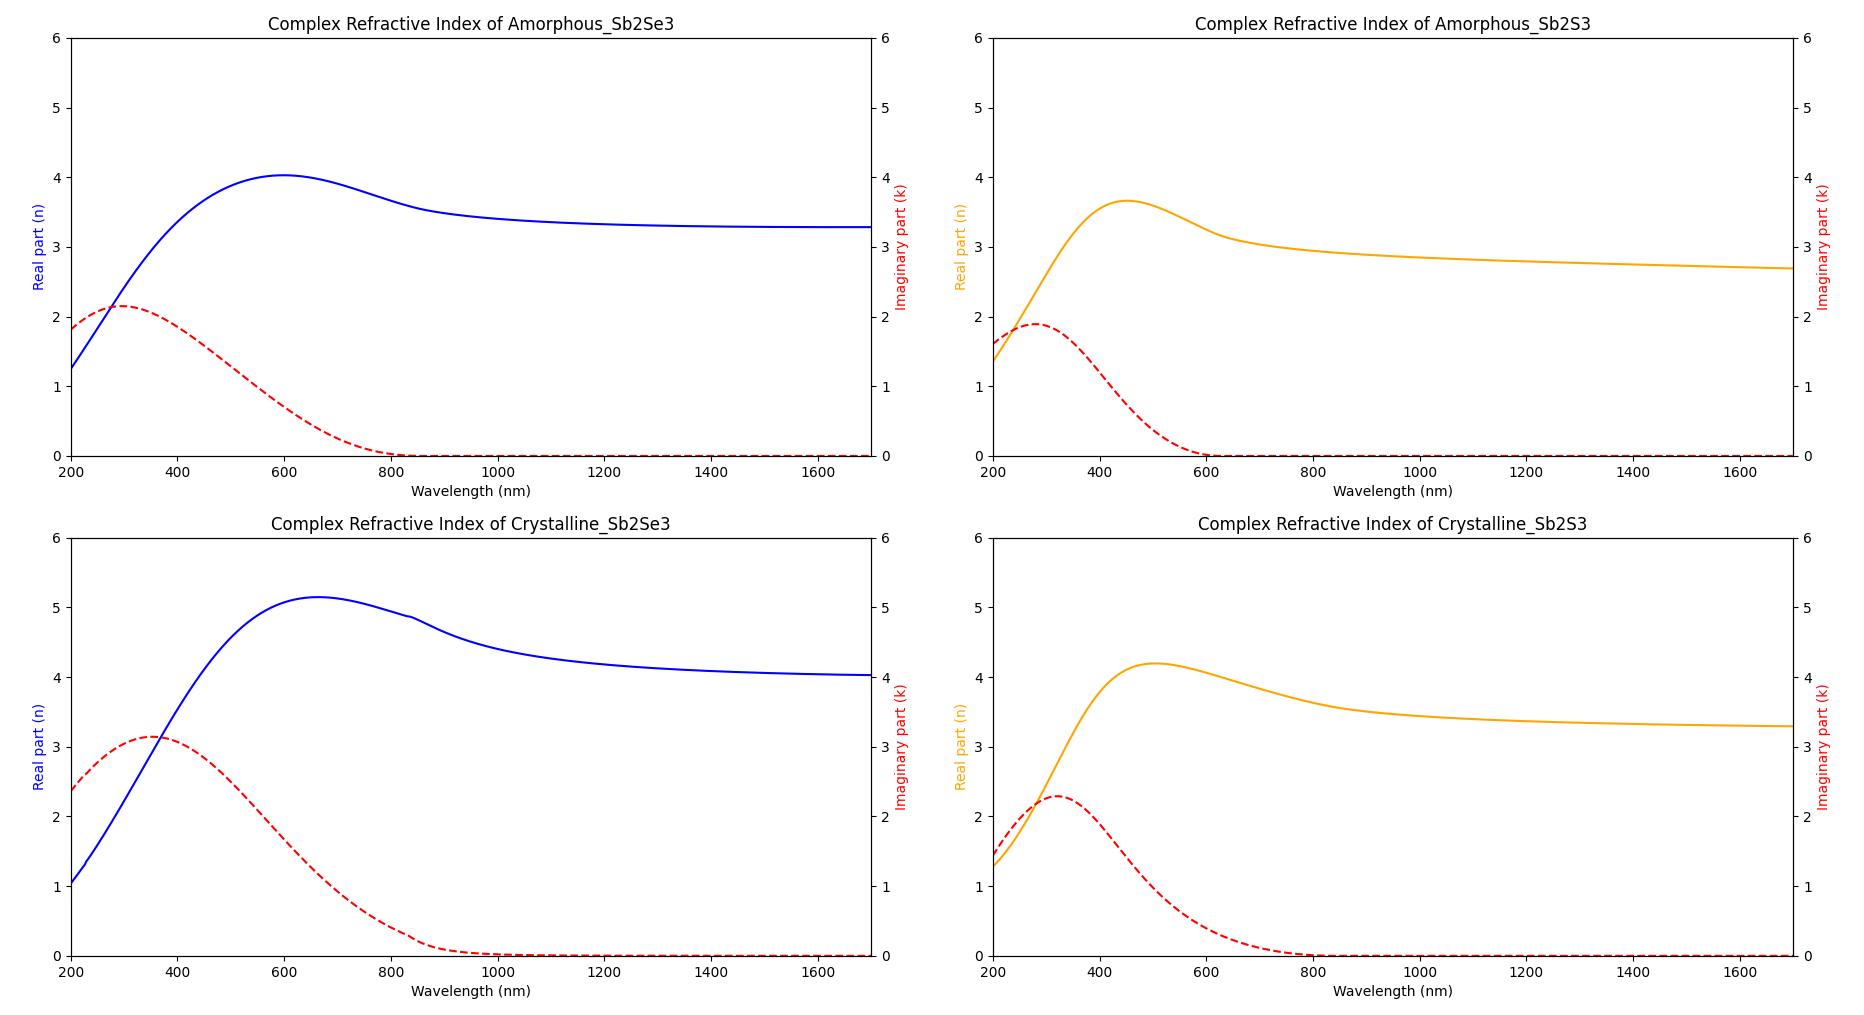 Complex Refractive Index of Amorphous_Sb2Se3
6
5
4
3
2
1
0
Real part (n)
6
5
4
3
2
1
0
Imaginary part (k)
200 400 600 800 1000 1200 1400 1600
Wavelength (nm)
Complex Refractive Index of Amorphous_Sb2S3
6
5
4
3
2
1
0
Real part (n)
6
5
4
3
2
1
0
Imaginary part (k)
200 400 600 800 1000 1200 1400 1600
Wavelength (nm)
Complex Refractive Index of Crystalline_Sb2Se3
6
5
4
3
2
1
0
Real part (n)
6
5
4
3
2
1
0
Imaginary part (k)
200 400 600 800 1000 1200 1400 1600
Wavelength (nm)
Complex Refractive Index of Crystalline_Sb2S3
6
5
4
3
2
1
0
Real part (n)
6
5
4
3
2
1
0
Imaginary part (k)
200 400 600 800 1000 1200 1400 1600
Wavelength (nm)